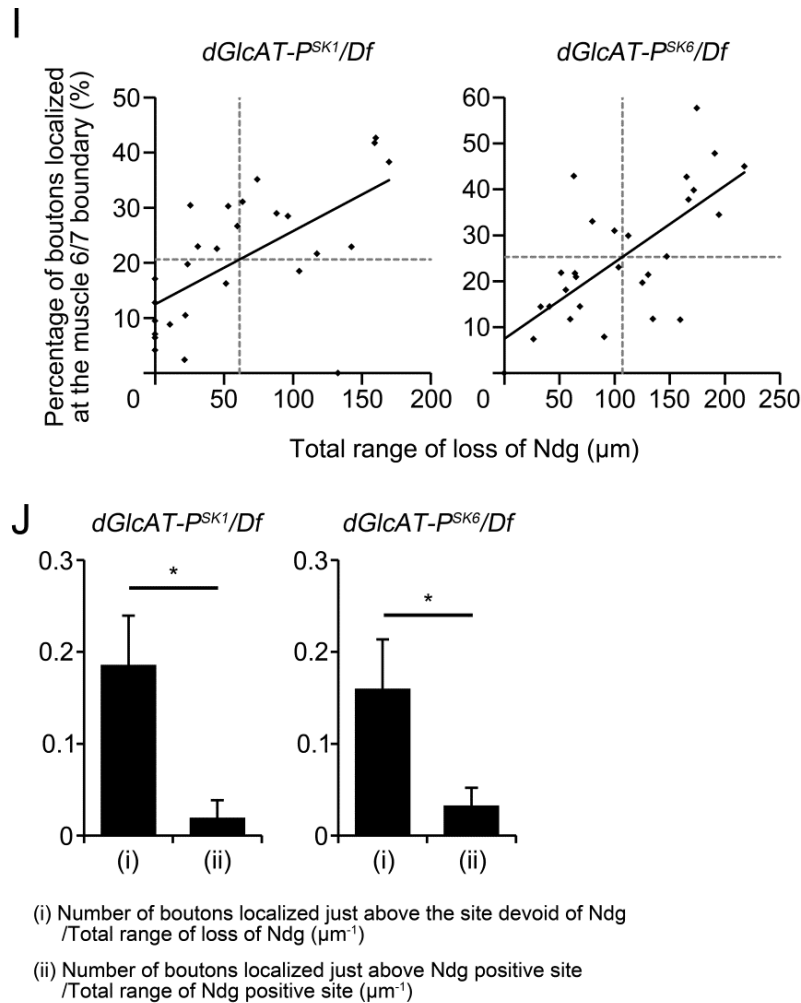 I
dGlcAT-P^SK1/Df
dGlcAT-P^SK6/Df
Percentage of boutons localized
at the muscle 6/7 boundary (%)
50
40
30
20
10
0
50
100
150
200
60
50
40
30
20
10
0
50
100
150
200
250
Total range of loss of Ndg (µm)
J
dGlcAT-P^SK1/Df
dGlcAT-P^SK6/Df
0.3
0.2
0.1
0
*
(i)
(ii)
0.3
0.2
0.1
0
*
(i)
(ii)
(i) Number of boutons localized just above the site devoid of Ndg
/Total range of loss of Ndg (µm⁻¹)
(ii) Number of boutons localized just above Ndg positive site
/Total range of Ndg positive site (µm⁻¹)